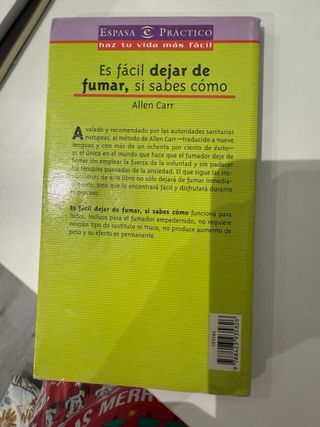 ESPASA e PRÁCTICO
haz tu vida más fácil
Es fácil dejar de
fumar, si sabes cómo
Allen Carr
Avalado y recomendado por las autoridades sanitarias
europeas, el método de Allen Carr —traducido a nueve
lenguas y con más de un ochenta por ciento de éxito—
es el único en el mundo que hace que el fumador deje de
fumar sin emplear la fuerza de la voluntad y sin padecer
las temibles puntadas de la ansiedad. El que sigue las ins-
trucciones de este libro no sólo dejará de fumar inmedia-
tamente, sino que lo encontrará fácil y disfrutará durante
el proceso.
Es fácil dejar de fumar, si sabes cómo funciona para
todos, incluso para el fumador empedernido, no requiere
ningún tipo de sustituto ni truco, no produce aumento de
peso y su efecto es permanente.